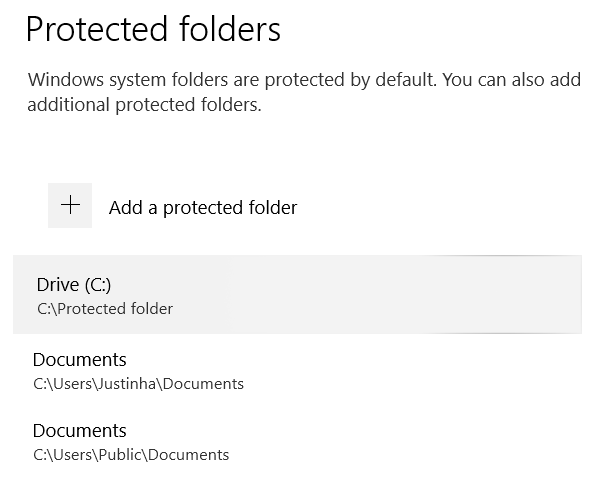 Protected folders
Windows system folders are protected by default. You can also add
additional protected folders.
Add a protected folder
Drive (C:)
C:\Protected folder
Documents
C:\Users\Justinha\Documents
Documents
C:\Users\Public\Documents